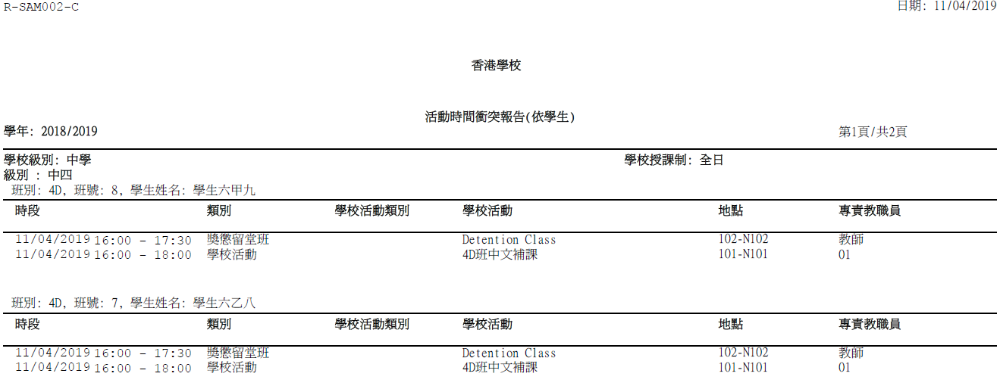 R-SAM002-C 日期: 11/04/2019
香港學校
活動時間衝突報告(依學生)
學年: 2018/2019 第1頁/共2頁
學校級別: 中學 學校授課制: 全日
級別 : 中四
班別: 4D, 班號: 8, 學生姓名: 學生六甲九
時段 類別 學校活動類別 學校活動 地點 專責教職員
11/04/2019 16:00 - 17:30 獎懲留堂班 Detention Class 102-N102 教師
11/04/2019 16:00 - 18:00 學校活動 4D班中文補課 101-N101 01
班別: 4D, 班號: 7, 學生姓名: 學生六乙八
時段 類別 學校活動類別 學校活動 地點 專責教職員
11/04/2019 16:00 - 17:30 獎懲留堂班 Detention Class 102-N102 教師
11/04/2019 16:00 - 18:00 學校活動 4D班中文補課 101-N101 01